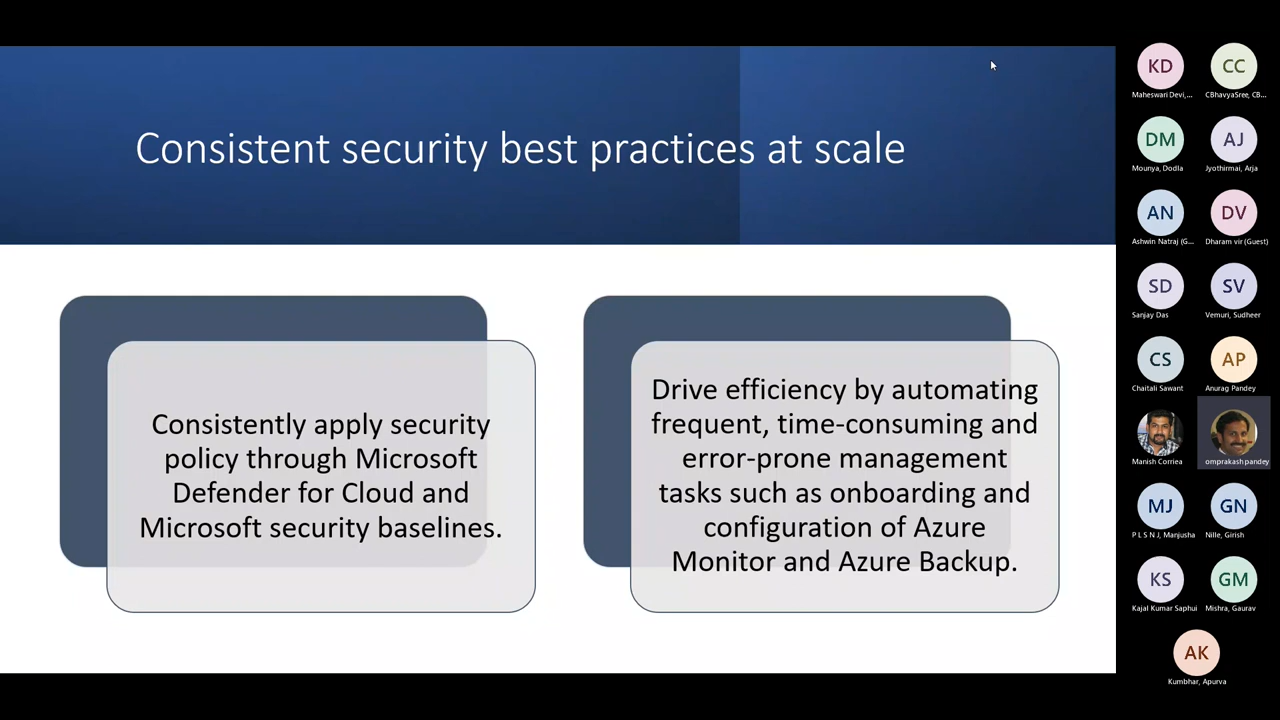 Consistent security best practices at scale
Consistently apply security
policy through Microsoft
Defender for Cloud and
Microsoft security baselines.
Drive efficiency by automating
frequent, time-consuming and
error-prone management
tasks such as onboarding and
configuration of Azure
Monitor and Azure Backup.
KD
CC
Maheswari Devi,...
CBhavyaSree, CB...
DM
AJ
Mounya, Dodla
Jyothirmai, Arja
AN
DV
Ashwin Natraj (G...
Dharam vir (Guest)
SD
SV
Sanjay Das
Vemuri, Sudheer
CS
AP
Chaitali Sawant
Anurag Pandey
Manish Corriea
omprakash pandey
MJ
GN
P L S N J, Manjusha
Nille, Girish
KS
GM
Kajal Kumar Saphui
Mishra, Gaurav
AK
Kumbhar, Apurva